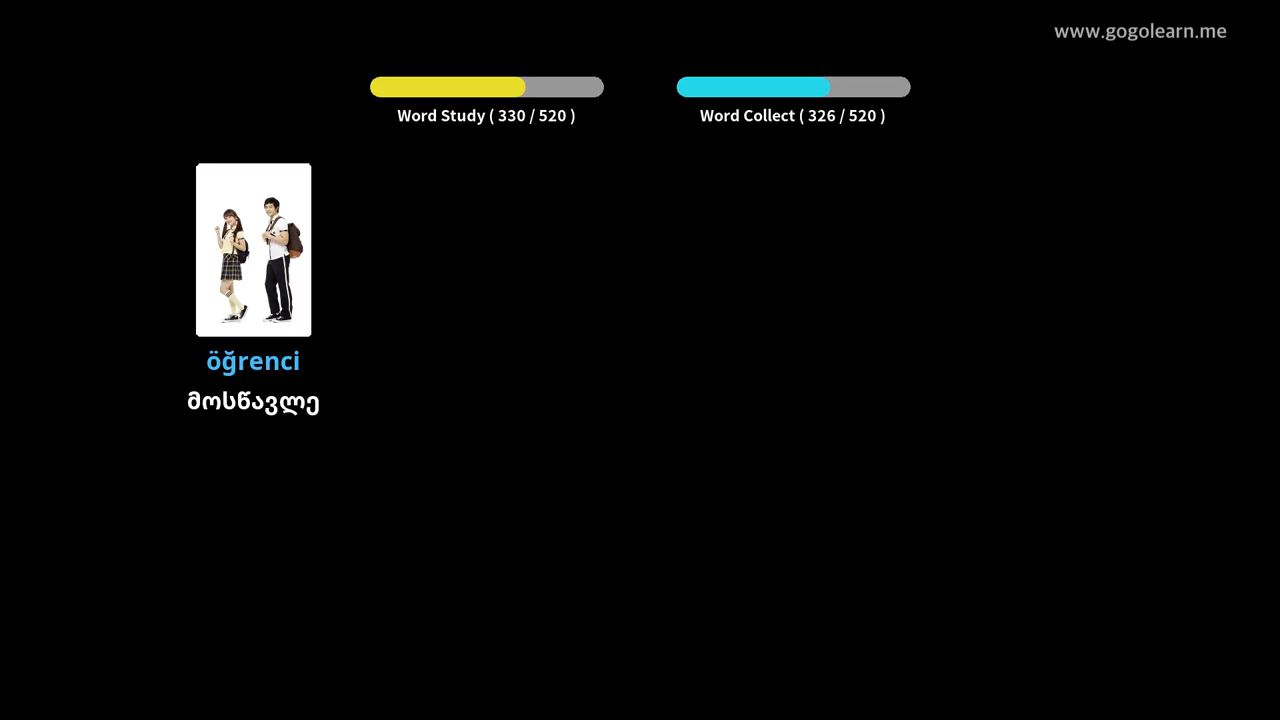 www.gogolearn.me
Word Study ( 330 / 520 )
Word Collect ( 326 / 520 )
öğrenci
მოსწავლე